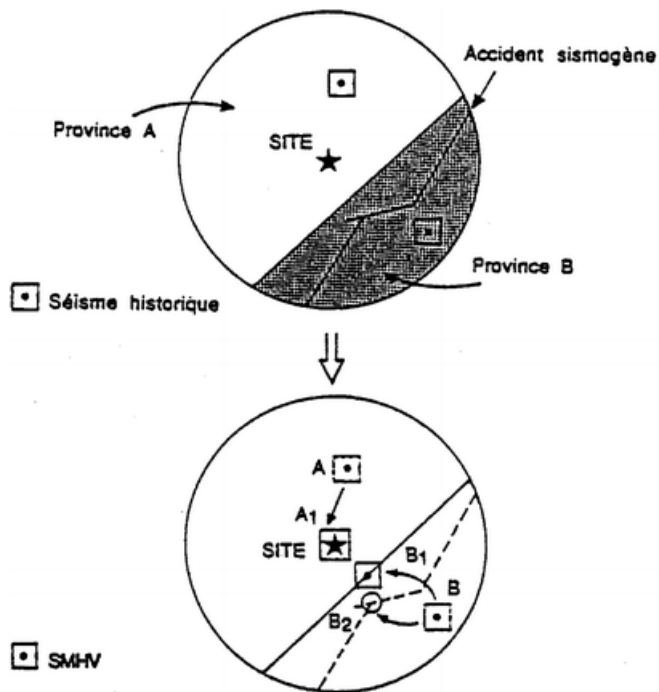 Accident sismogène
Province A
SITE
Province B
Séisme historique
A
A1
SITE
B1
B
B2
SMHV